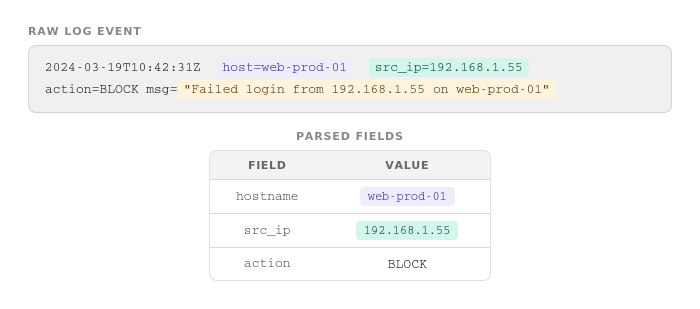 RAW LOG EVENT
2024-03-19T10:42:31Z host=web-prod-01 src_ip=192.168.1.55
action=BLOCK msg="Failed login from 192.168.1.55 on web-prod-01"
PARSED FIELDS
FIELD VALUE
hostname web-prod-01
src_ip 192.168.1.55
action BLOCK